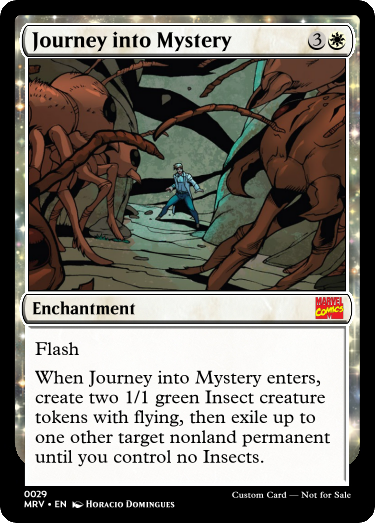 Journey into Mystery 3
MARVEL
COMICS
Enchantment
Flash
When Journey into Mystery enters,
create two 1/1 green Insect creature
tokens with flying, then exile up to
one other target nonland permanent
until you control no Insects.
0029
MRV • EN Horacio Domingues
Custom Card — Not for Sale